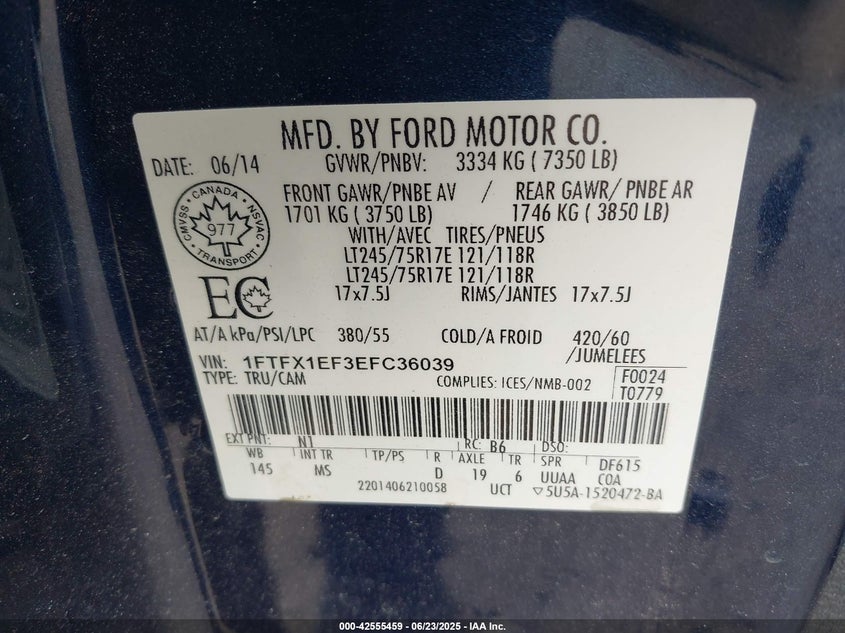 MFD. BY FORD MOTOR CO.
DATE: 06/14 GVWR/PNBV: 3334 KG ( 7350 LB)
FRONT GAWR/PNBE AV / REAR GAWR/ PNBE AR
1701 KG ( 3750 LB) 1746 KG ( 3850 LB)
WITH/AVEC TIRES/PNEUS
LT245/75R17E 121/118R
LT245/75R17E 121/118R
17x7.5J RIMS/JANTES 17x7.5J
CANADA
CMVSS NSVAC
977
TRANSPORT
EC
AT/A kPa/PSI/LPC 380/55 COLD/A FROID 420/60
/JUMELEES
VIN: 1FTFX1EF3EFC36039
TYPE: TRU/CAM COMPLIES: ICES/NMB-002 F0024
T0779
EXT PNT: N1 RC: B6 DSO:
WB INT TR TP/PS R AXLE TR SPR DF615
145 MS D 19 6 UUAA COA
2201406210058 UCT ▽5U5A-1520472-BA
000-42555459 - 06/23/2025 - IAA Inc.